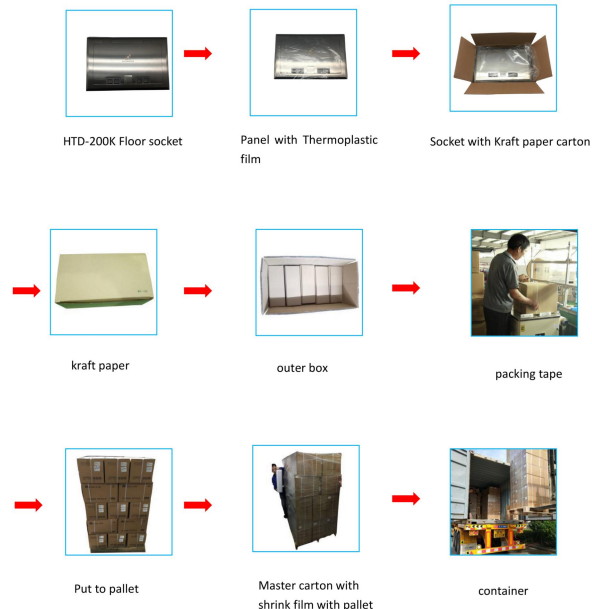 HTD-200K Floor socket
Panel with Thermoplastic
film
Socket with Kraft paper carton
kraft paper
outer box
packing tape
Put to pallet
Master carton with
shrink film with pallet
container